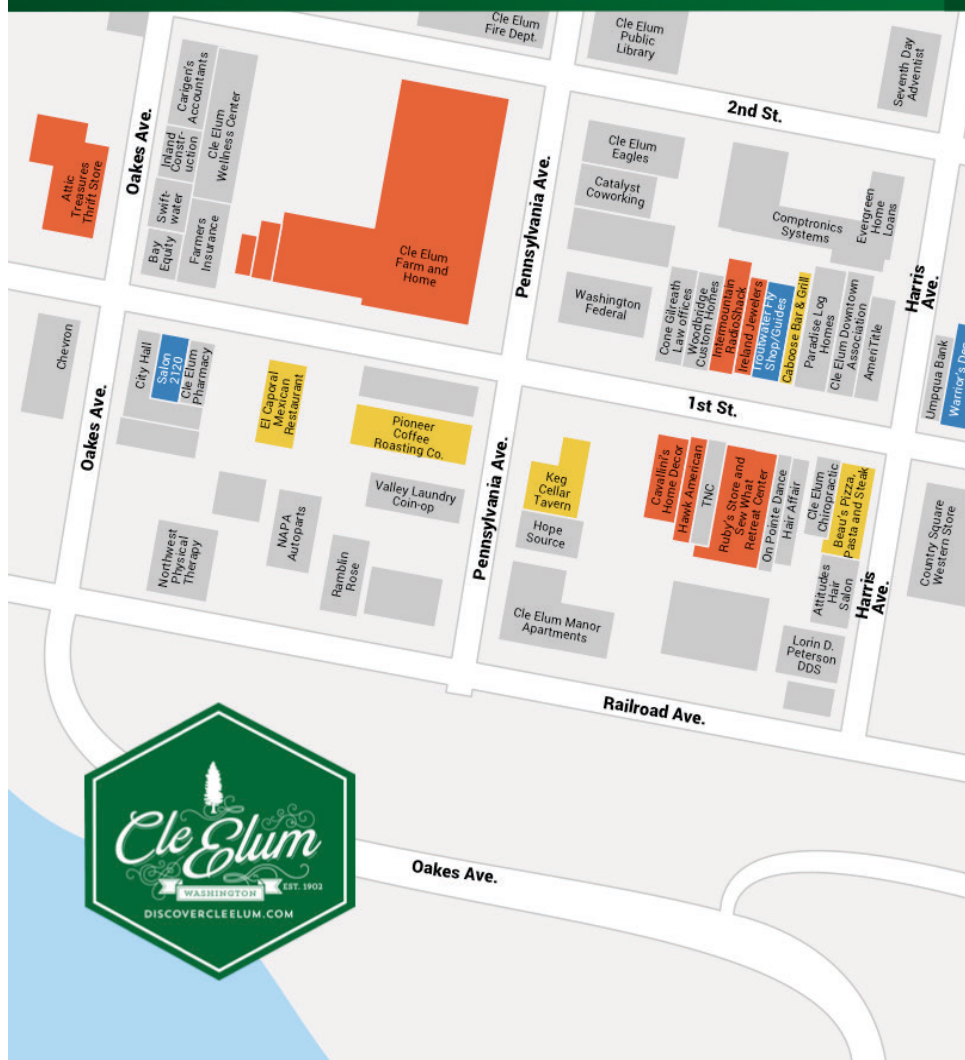 Cle Elum
Fire Dept.
Cle Elum
Public
Library
Seventh Day
Adventist
2nd St.
Oakes Ave.
Carigen's
Accountants
Inland
Constr-
uction
Cle Elum
Wellness Center
Swift-
water
Bay
Equity
Farmers
Insurance
Attic
Treasures
Thrift Store
Cle Elum
Farm and
Home
Pennsylvania Ave.
Cle Elum
Eagles
Catalyst
Coworking
Washington
Federal
Comptronics
Systems
Evergreen
Home
Loans
Cone Gilreath
Law offices
Woodbridge
Custom Homes
Intermountain
RadioShack
Ireland Jewelers
Troutwater Fly
Shop/Guides
Caboose Bar & Grill
Paradise Log
Homes
Cle Elum Downtown
Association
AmeriTitle
Harris
Ave.
Umpqua Bank
Warrior's Den
1st St.
Chevron
Oakes Ave.
City Hall
Salon
2120
Cle Elum
Pharmacy
El Caporal
Mexican
Restaurant
Pioneer
Coffee
Roasting Co.
Valley Laundry
Coin-op
NAPA
Autoparts
Northwest
Physical
Therapy
Ramblin
Rose
Pennsylvania Ave.
Keg
Cellar
Tavern
Hope
Source
Cle Elum Manor
Apartments
Cavallini's
Home Decor
Hawk American
TNC
Ruby's Store and
Sew What
Retreat Center
On Pointe Dance
Hair Affair
Cle Elum
Chiropractic
Beau's Pizza,
Pasta and Steak
Attitudes
Hair
Salon
Harris
Ave.
Lorin D.
Peterson
DDS
Country Square
Western Store
Railroad Ave.
Cle Elum
WASHINGTON
EST. 1902
DISCOVERCLEELUM.COM
Oakes Ave.